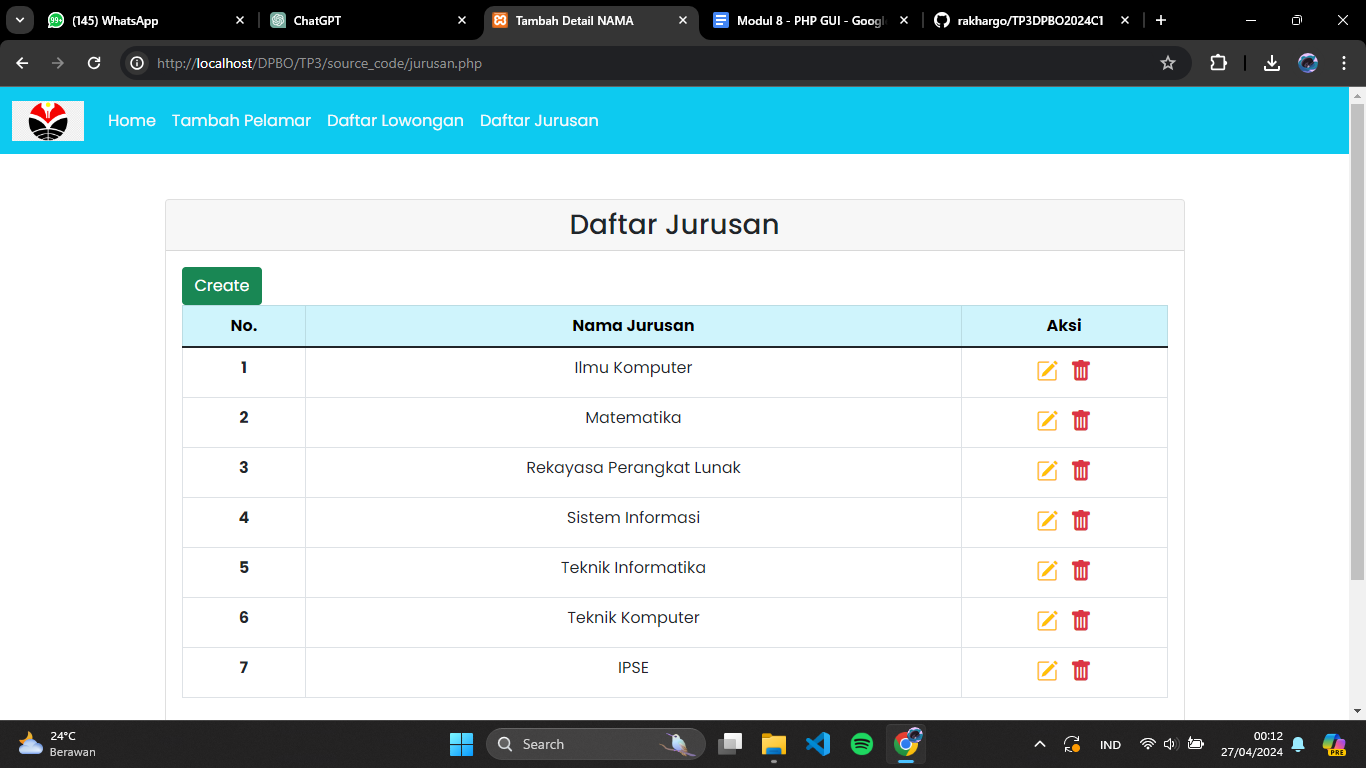 (145) WhatsApp
ChatGPT
Tambah Detail NAMA
Modul 8 - PHP GUI - Googl
rakhargo/TP3DPBO2024C1
http://localhost/DPBO/TP3/source_code/jurusan.php
Home Tambah Pelamar Daftar Lowongan Daftar Jurusan
Daftar Jurusan
Create
No. Nama Jurusan Aksi
1 Ilmu Komputer
2 Matematika
3 Rekayasa Perangkat Lunak
4 Sistem Informasi
5 Teknik Informatika
6 Teknik Komputer
7 IPSE
24°C
Berawan
Search
IND
00:12
27/04/2024
PRE
99+